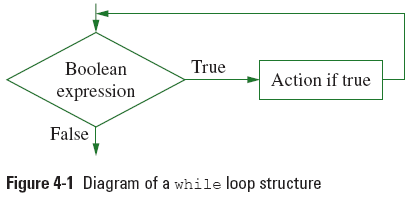 Boolean
expression
True
Action if true
False
Figure 4-1 Diagram of a while loop structure